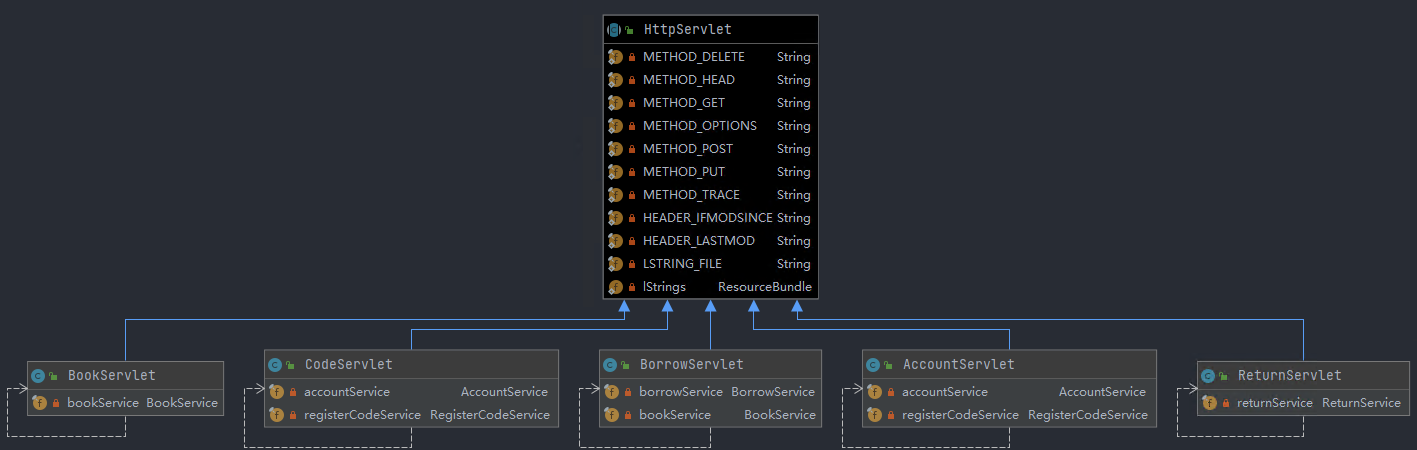 HttpServlet
METHOD_DELETE String
METHOD_HEAD String
METHOD_GET String
METHOD_OPTIONS String
METHOD_POST String
METHOD_PUT String
METHOD_TRACE String
HEADER_IFMODSINCE String
HEADER_LASTMOD String
LSTRING_FILE String
lStrings ResourceBundle
BookServlet
bookService BookService
CodeServlet
accountService AccountService
registerCodeService RegisterCodeService
BorrowServlet
borrowService BorrowService
bookService BookService
AccountServlet
accountService AccountService
registerCodeService RegisterCodeService
ReturnServlet
returnService ReturnService